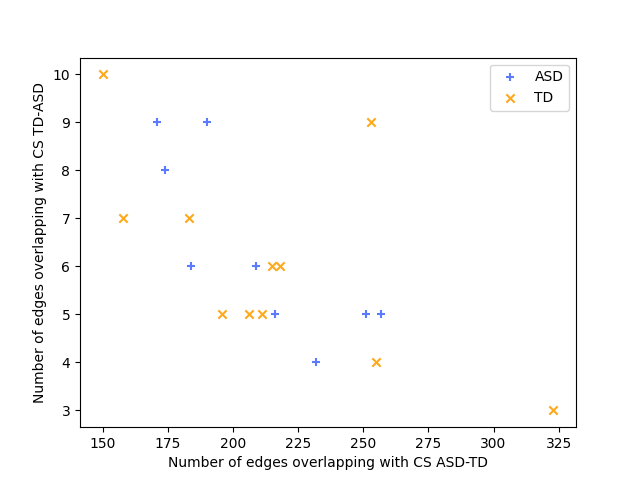 ASD
TD
10
9
8
7
6
5
4
3
Number of edges overlapping with CS TD-ASD
150 175 200 225 250 275 300 325
Number of edges overlapping with CS ASD-TD